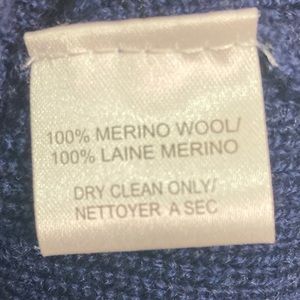 100% MERINO WOOL/
100% LAINE MERINO
DRY CLEAN ONLY/
NETTOYER A SEC